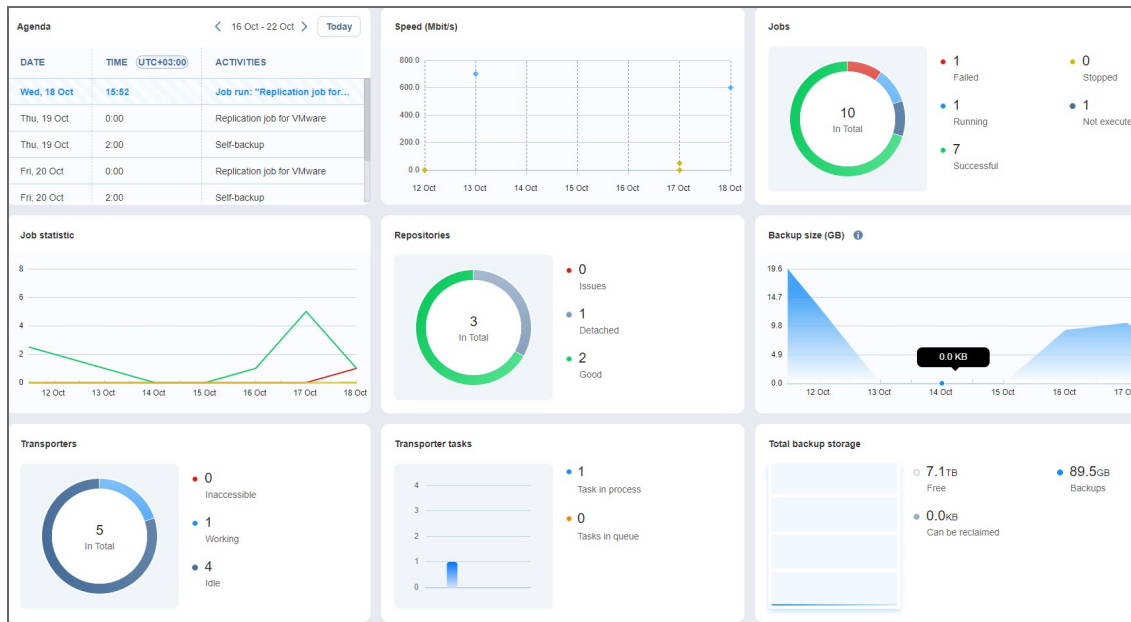 Agenda
16 Oct - 22 Oct
Today
DATE TIME UTC+03:00 ACTIVITIES
Wed, 18 Oct 15:52 Job run: "Replication job for...
Thu, 19 Oct 0:00 Replication job for VMware
Thu, 19 Oct 2:00 Self-backup
Fri, 20 Oct 0:00 Replication job for VMware
Fri, 20 Oct 2:00 Self-backup
Speed (Mbit/s)
800.0
600.0
400.0
200.0
0.0
12 Oct 13 Oct 14 Oct 15 Oct 16 Oct 17 Oct 18 Oct
Jobs
10
In Total
1
Failed
0
Stopped
1
Running
1
Not execute
7
Successful
Job statistic
8
6
4
2
0
12 Oct 13 Oct 14 Oct 15 Oct 16 Oct 17 Oct 18 Oct
Repositories
3
In Total
0
Issues
1
Detached
2
Good
Backup size (GB)
19.6
14.7
9.8
4.9
0.0
0.0 KB
12 Oct 13 Oct 14 Oct 15 Oct 16 Oct 17 O
Transporters
5
In Total
0
Inaccessible
1
Working
4
Idle
Transporter tasks
4
3
2
1
0
1
Task in process
0
Tasks in queue
Total backup storage
7.1TB
Free
89.5GB
Backups
0.0KB
Can be reclaimed